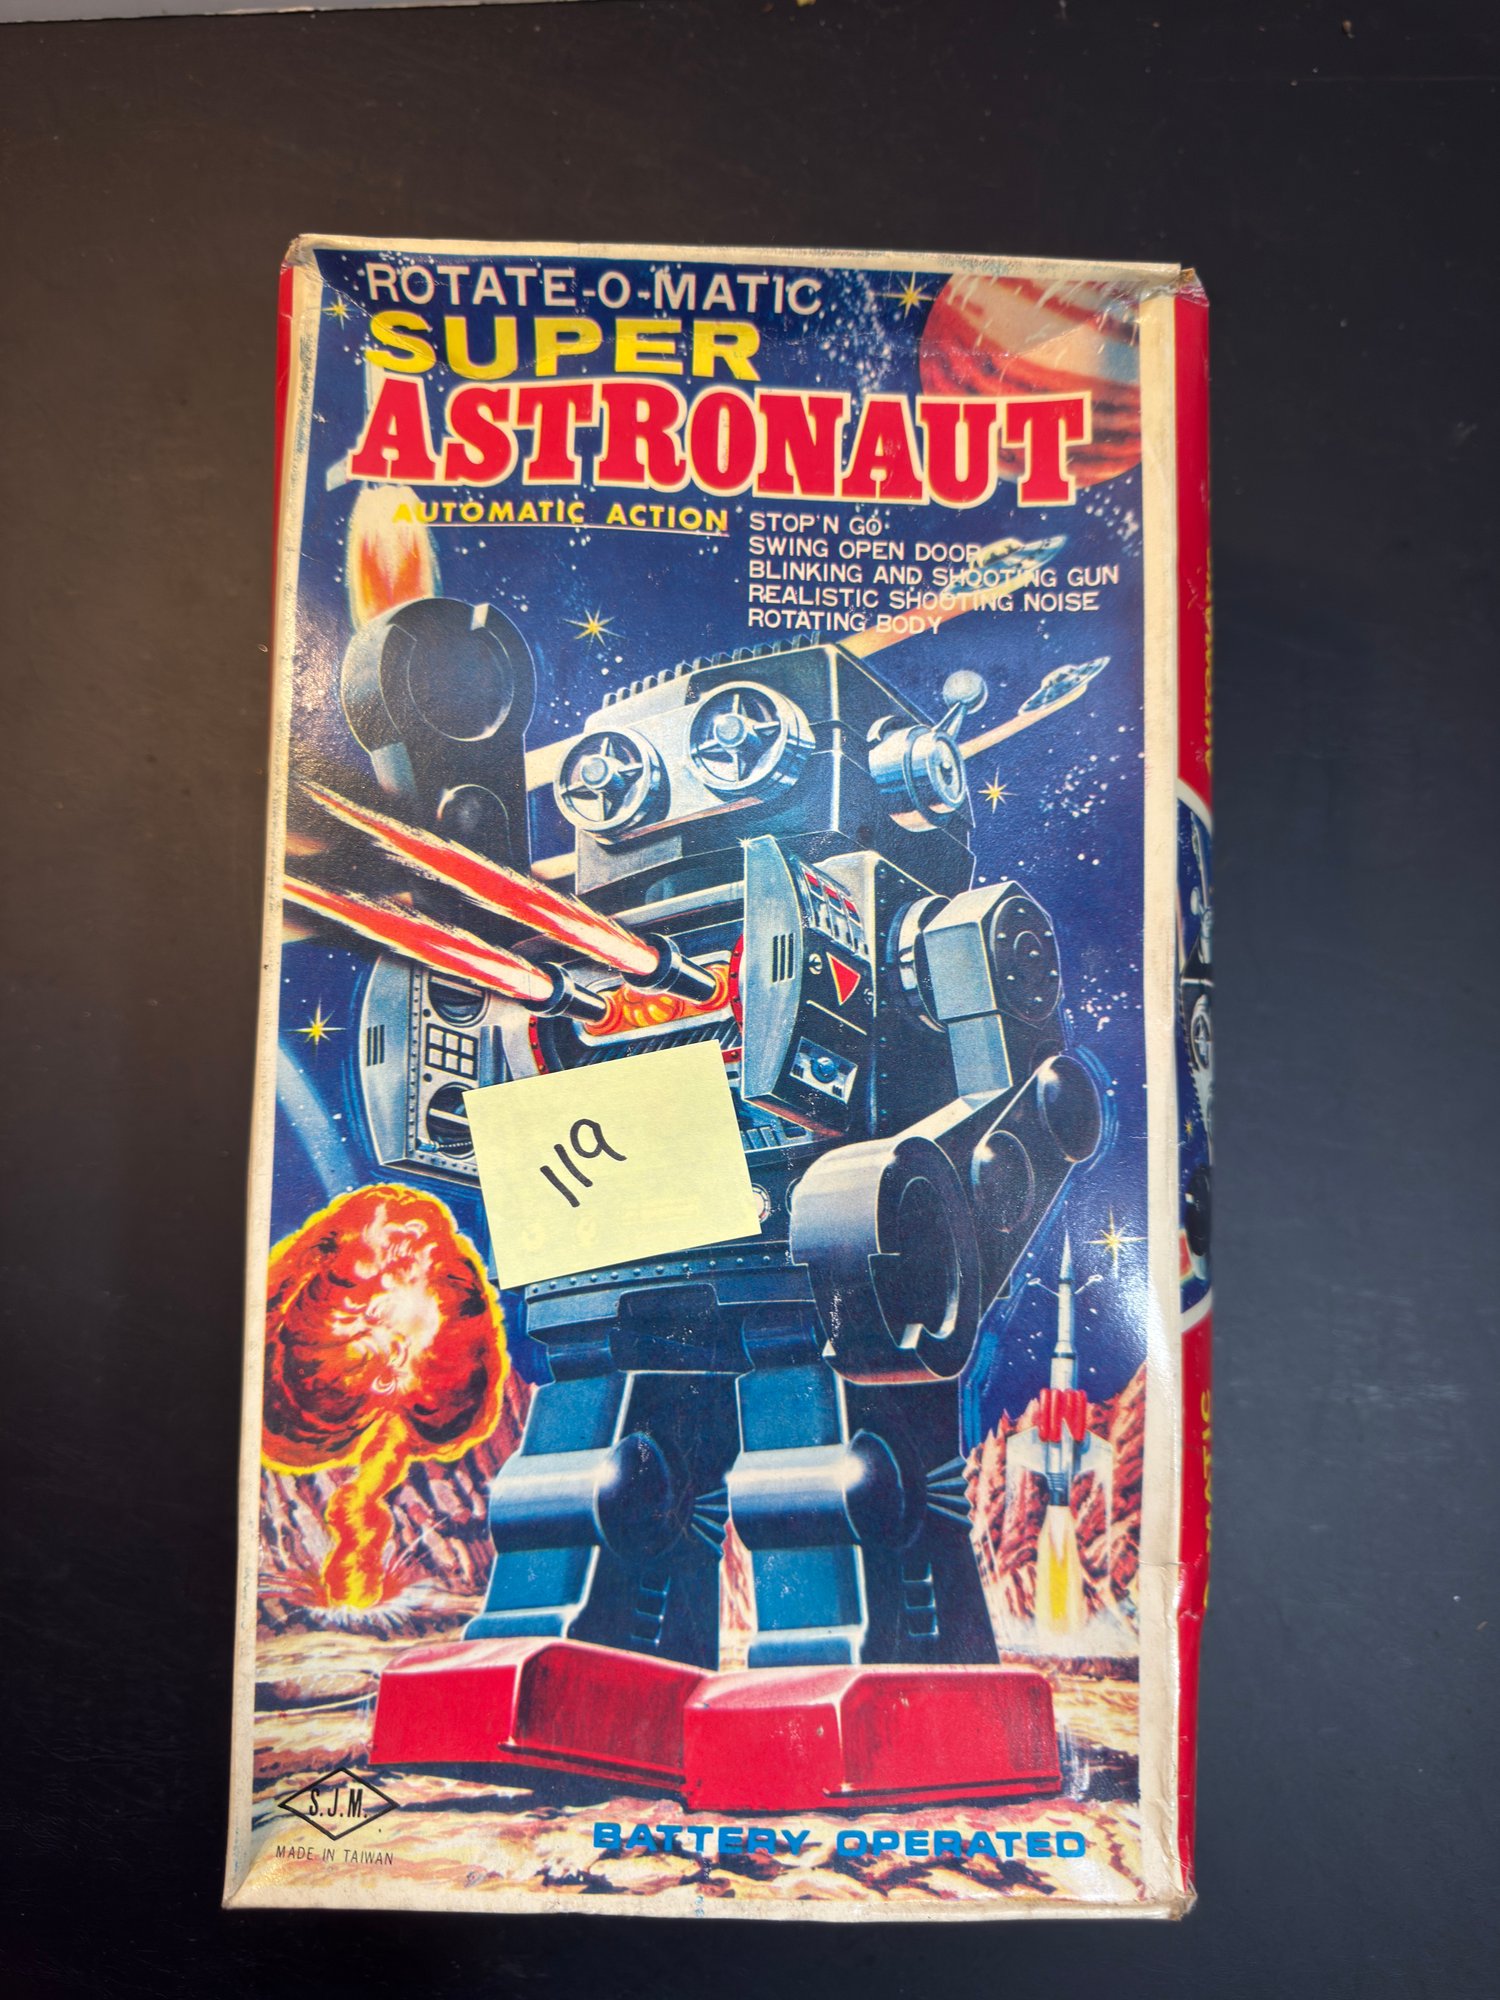 ROTATE-O-MATIC
SUPER
ASTRONAUT
AUTOMATIC ACTION
STOP'N GO
SWING OPEN DOOR
BLINKING AND SHOOTING GUN
REALISTIC SHOOTING NOISE
ROTATING BODY
119
S.J.M.
MADE IN TAIWAN
BATTERY OPERATED